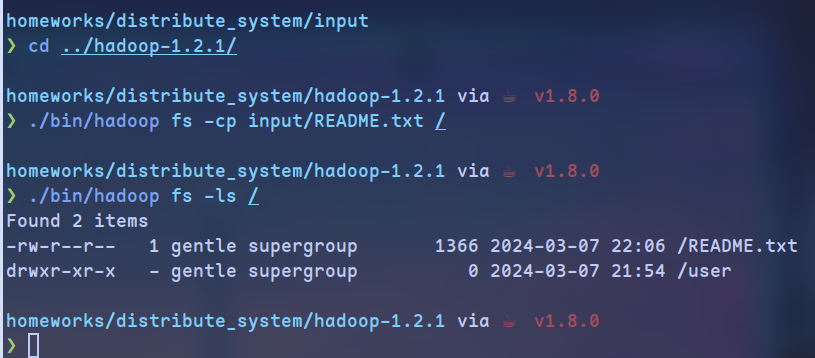 homeworks/distribute_system/input
❯ cd ../hadoop-1.2.1/
homeworks/distribute_system/hadoop-1.2.1 via ☕ v1.8.0
❯ ./bin/hadoop fs -cp input/README.txt /
homeworks/distribute_system/hadoop-1.2.1 via ☕ v1.8.0
❯ ./bin/hadoop fs -ls /
Found 2 items
-rw-r--r--   1 gentle supergroup       1366 2024-03-07 22:06 /README.txt
drwxr-xr-x   - gentle supergroup          0 2024-03-07 21:54 /user
homeworks/distribute_system/hadoop-1.2.1 via ☕ v1.8.0
❯